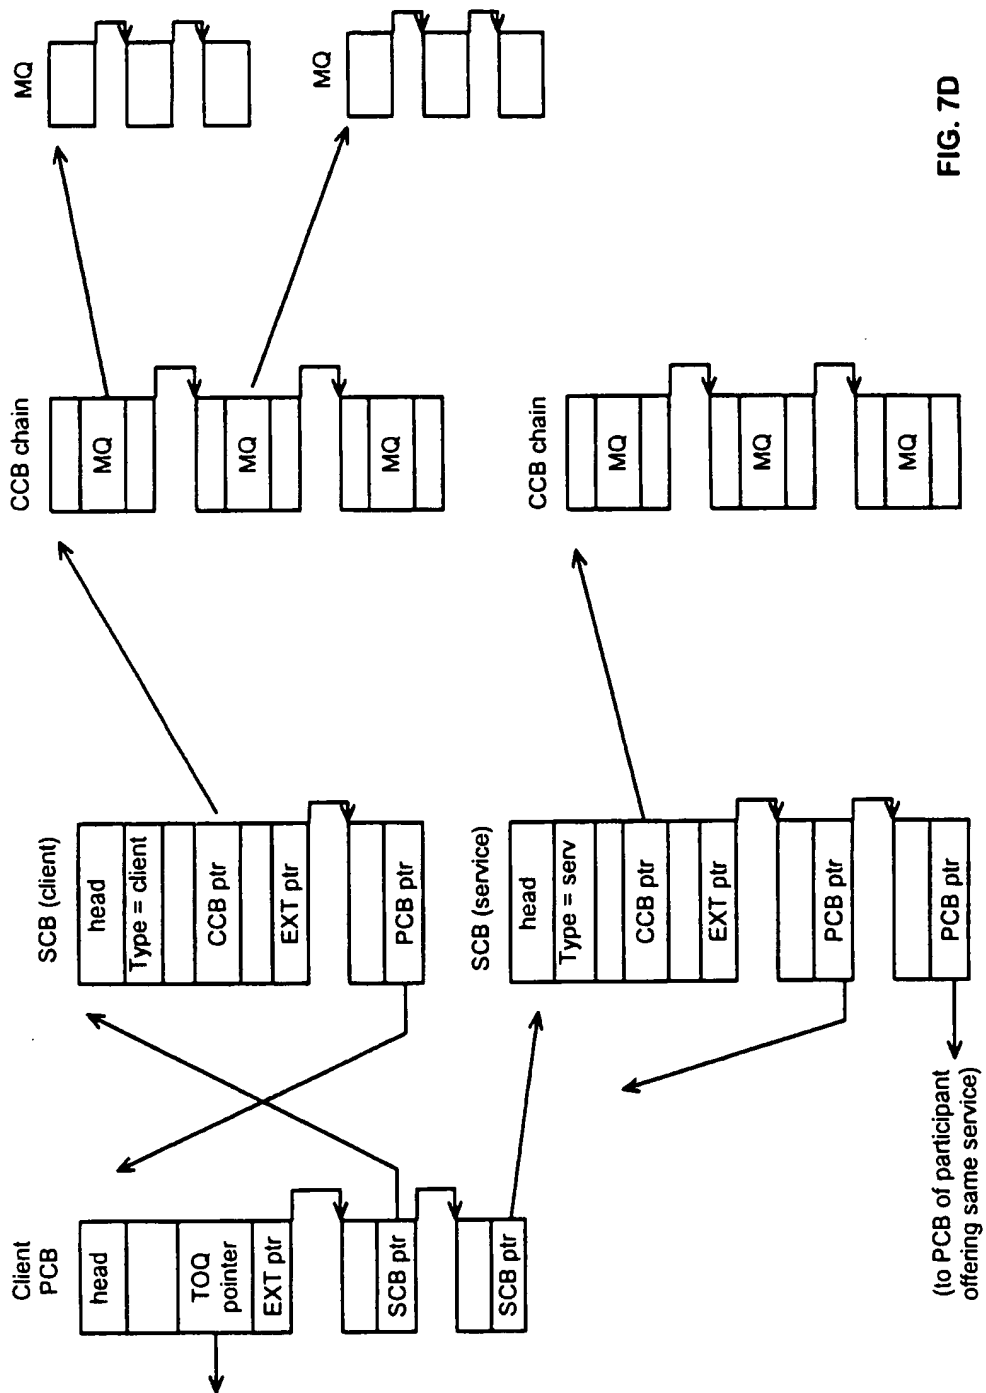 Client
PCB
head
TOQ
pointer
EXT ptr
SCB ptr
SCB ptr
SCB (client)
head
Type = client
CCB ptr
EXT ptr
PCB ptr
SCB (service)
head
Type = serv
CCB ptr
EXT ptr
PCB ptr
PCB ptr
(to PCB of participant
offering same service)
CCB chain
MQ
MQ
MQ
CCB chain
MQ
MQ
MQ
MQ
MQ
FIG. 7D